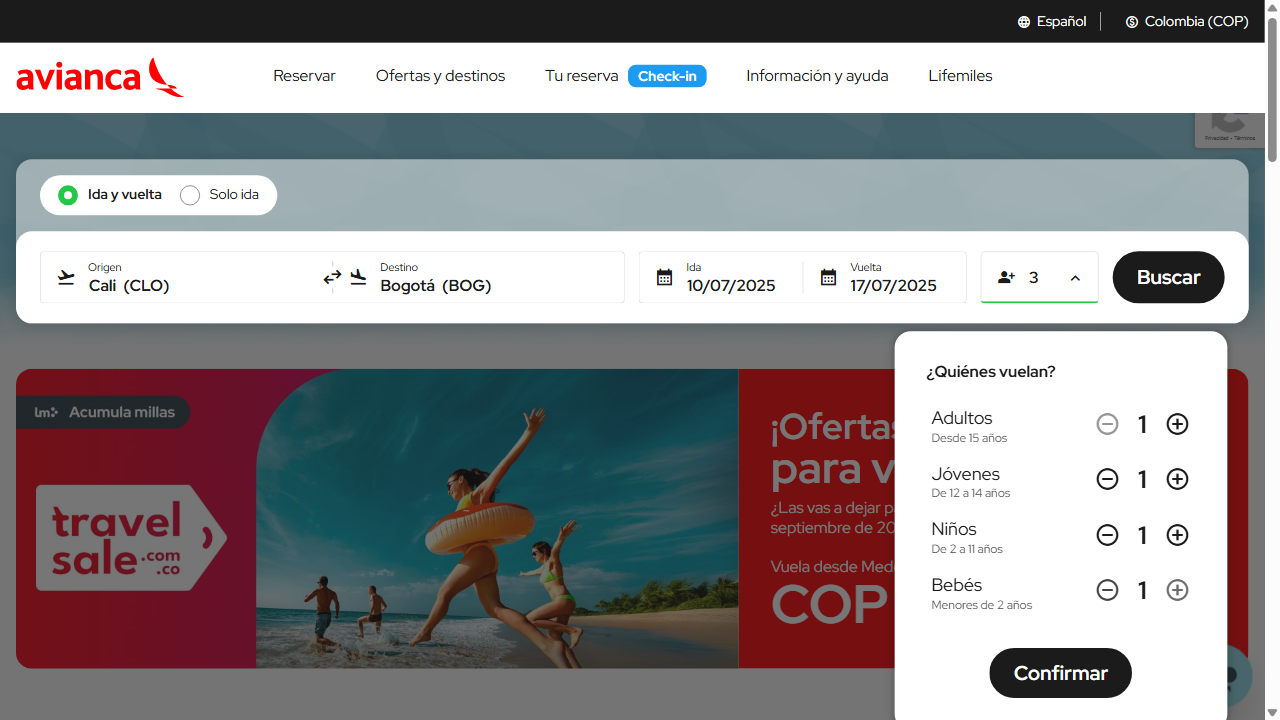 Español
Colombia (COP)
avianca
Reservar
Ofertas y destinos
Tu reserva
Check-in
Información y ayuda
Lifemiles
Privacidad - Términos
Ida y vuelta
Solo ida
Origen
Cali (CLO)
Destino
Bogotá (BOG)
Ida
10/07/2025
Vuelta
17/07/2025
3
Buscar
lm
Acumula millas
travel
sale.com
.co
¡Ofertas
para v
¿Las vas a dejar p
septiembre de 20
Vuela desde Med
COP
¿Quiénes vuelan?
Adultos
Desde 15 años
1
Jóvenes
De 12 a 14 años
1
Niños
De 2 a 11 años
1
Bebés
Menores de 2 años
1
Confirmar